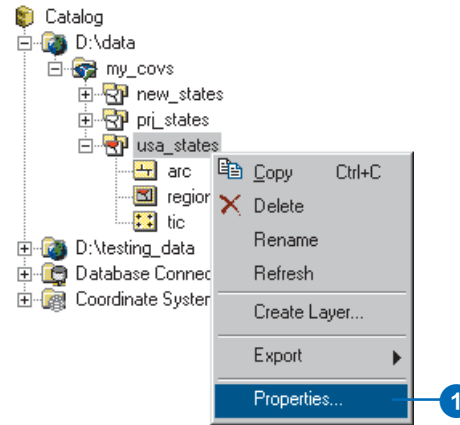 Catalog
D:\data
my_covs
new_states
prj_states
usa_states
arc
region
tic
D:\testing_data
Database Connec
Coordinate System
Copy Ctrl+C
Delete
Rename
Refresh
Create Layer...
Export
Properties...
1